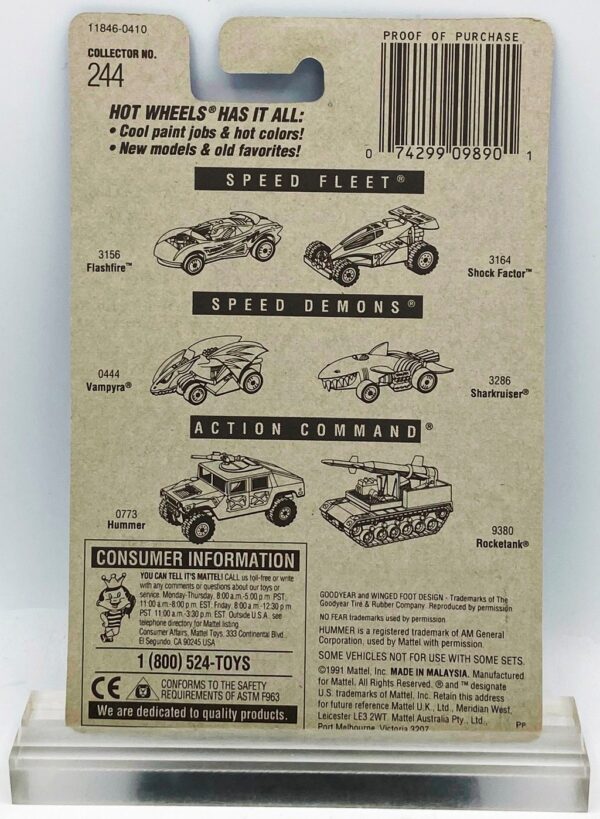 11846-0410
COLLECTOR NO.
244
PROOF OF PURCHASE
0 74299 09890 1
HOT WHEELS® HAS IT ALL:
• Cool paint jobs & hot colors!
• New models & old favorites!
SPEED FLEET®
3156
Flashfire™
3164
Shock Factor™
SPEED DEMONS®
0444
Vampyra®
3286
Sharkruiser®
ACTION COMMAND®
0773
Hummer
9380
Rocketank®
CONSUMER INFORMATION
YOU CAN TELL IT'S MATTEL! CALL us toll-free or write
with any comments or questions about our toys or
service. Monday-Thursday, 8:00 a.m.-5:00 p.m. PST,
11:00 a.m.-8:00 p.m. EST. Friday, 8:00 a.m.-12:30 p.m.
PST, 11:00 a.m.-3:30 p.m. EST. Outside U.S.A. see
telephone directory for Mattel listing.
Consumer Affairs, Mattel Toys, 333 Continental Blvd.
El Segundo, CA 90245 USA
1 (800) 524-TOYS
CE
CONFORMS TO THE SAFETY
REQUIREMENTS OF ASTM F963
We are dedicated to quality products.
GOODYEAR and WINGED FOOT DESIGN - Trademarks of The
Goodyear Tire & Rubber Company. Reproduced by permission
NO FEAR trademarks used by permission.
HUMMER is a registered trademark of AM General
Corporation, used by Mattel with permission.
SOME VEHICLES NOT FOR USE WITH SOME SETS.
©1991 Mattel, Inc. MADE IN MALAYSIA. Manufactured
for Mattel. All Rights Reserved. ® and ™ designate
U.S. trademarks of Mattel, Inc. Retain this address
for future reference Mattel U.K., Ltd., Meridian West,
Leicester LE3 2WT. Mattel Australia Pty., Ltd.,
Port Melbourne, Victoria 3207.
PP